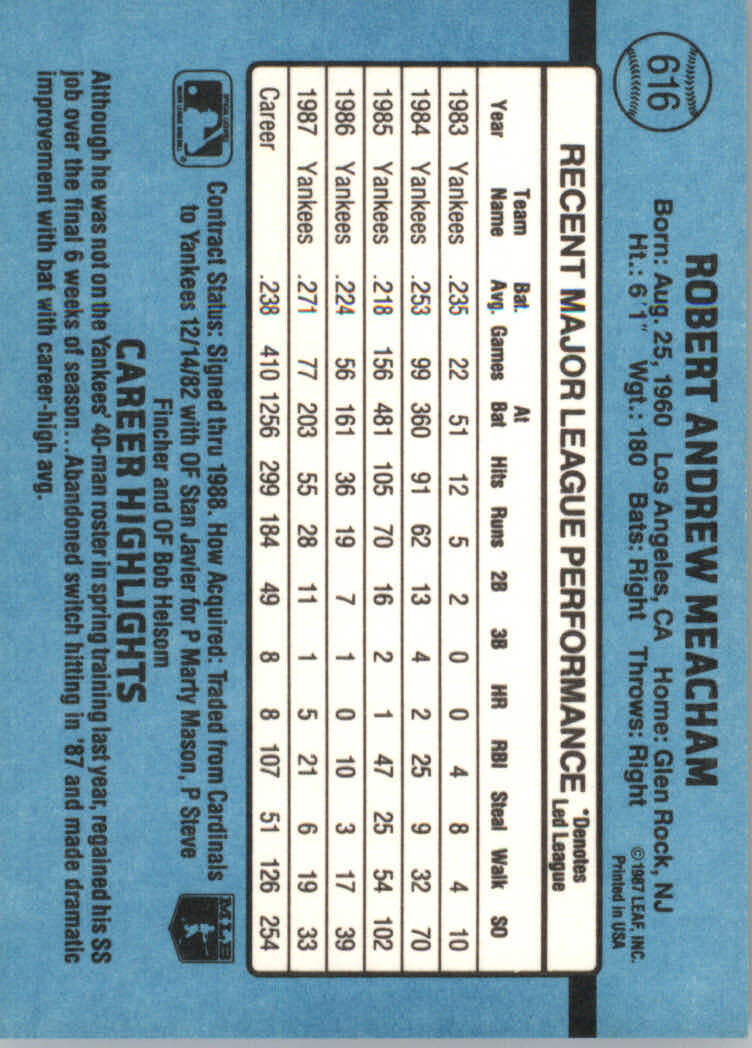 616
ROBERT ANDREW MEACHAM
Born: Aug. 25, 1960 Los Angeles, CA Home: Glen Rock, NJ
Ht.: 6'1" Wgt.: 180 Bats: Right Throws: Right
©1987 LEAF, INC.
Printed in USA
RECENT MAJOR LEAGUE PERFORMANCE
*Denotes
Led League
Year Team Name Bat. Avg. Games At Bat Hits Runs 2B 3B HR RBI Steal Walk SO
1983 Yankees .235 22 51 12 5 2 0 0 4 8 4 10
1984 Yankees .253 99 360 91 62 13 4 2 25 9 32 70
1985 Yankees .218 156 481 105 70 16 2 1 47 25 54 102
1986 Yankees .224 56 161 36 19 7 1 0 10 3 17 39
1987 Yankees .271 77 203 55 28 11 1 5 21 6 19 33
Career .238 410 1256 299 184 49 8 8 107 51 126 254
Contract Status: Signed thru 1988. How Acquired: Traded from Cardinals
to Yankees 12/14/82 with OF Stan Javier for P Marty Mason, P Steve
Fincher and OF Bob Helsom
MLB
CAREER HIGHLIGHTS
Although he was not on the Yankees' 40-man roster in spring training last year, regained his SS
job over the final 6 weeks of season...Abandoned switch hitting in '87 and made dramatic
improvement with bat with career-high avg.